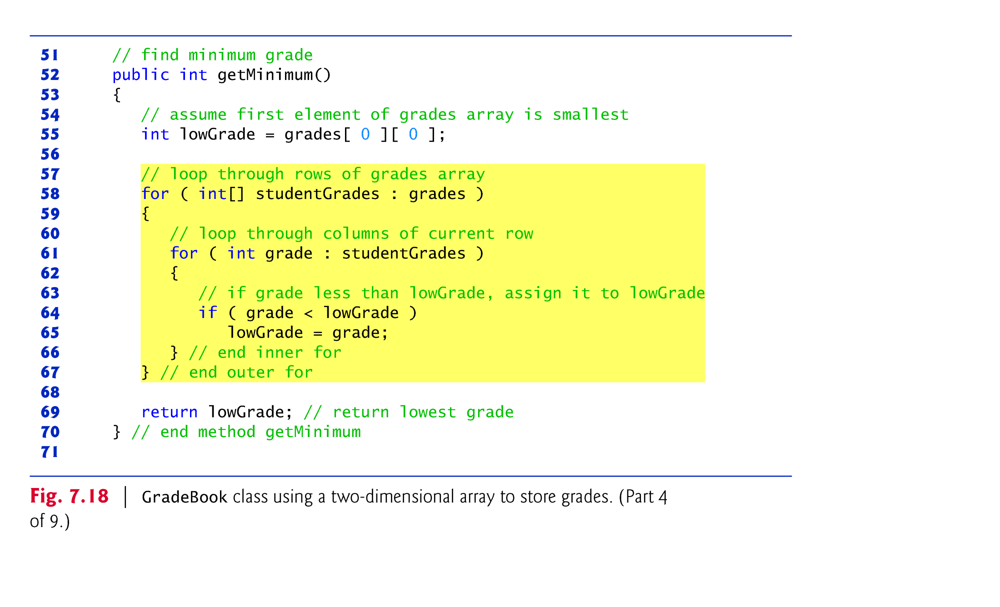 51 // find minimum grade
52 public int getMinimum()
53 {
54 // assume first element of grades array is smallest
55 int lowGrade = grades[ 0 ][ 0 ];
56
57 // loop through rows of grades array
58 for ( int[] studentGrades : grades )
59 {
60 // loop through columns of current row
61 for ( int grade : studentGrades )
62 {
63 // if grade less than lowGrade, assign it to lowGrade
64 if ( grade < lowGrade )
65 lowGrade = grade;
66 } // end inner for
67 } // end outer for
68
69 return lowGrade; // return lowest grade
70 } // end method getMinimum
71
Fig. 7.18 | GradeBook class using a two-dimensional array to store grades. (Part 4
of 9.)